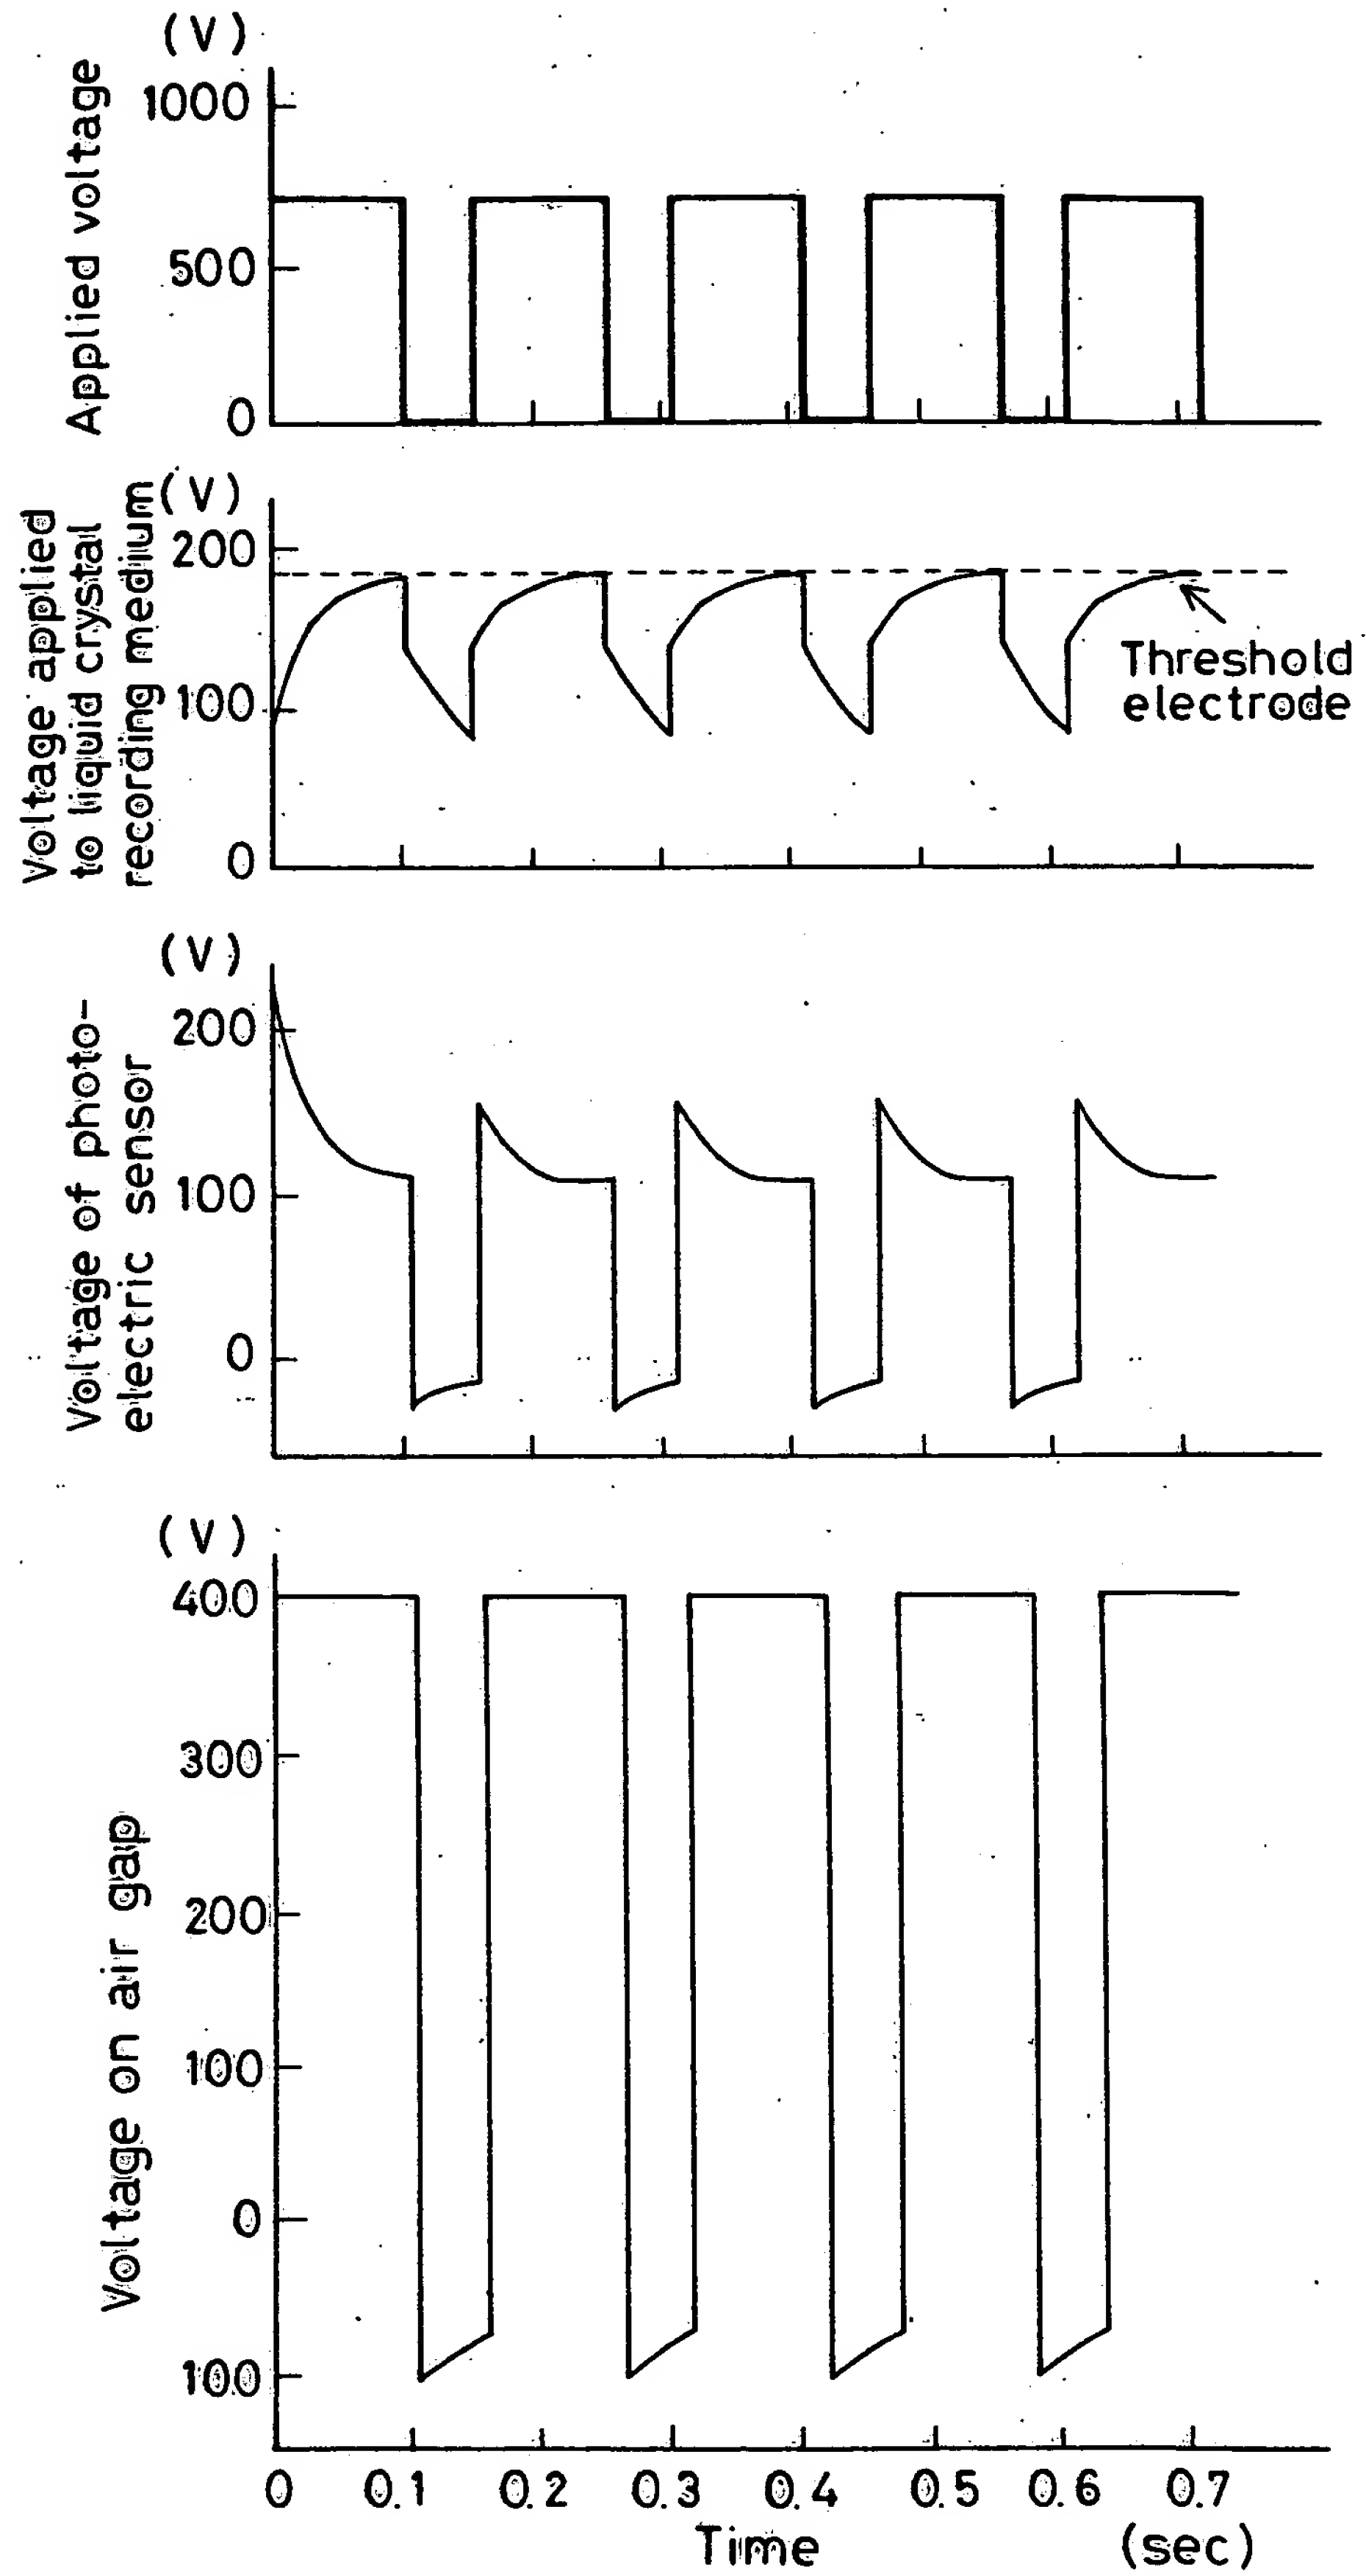 (V)
Applied voltage
1000
500
0
(V)
Voltage applied
to liquid crystal
recording medium
200
100
0
Threshold
electrode
(V)
Voltage of photo-
electric sensor
200
100
0
(V)
Voltage on air gap
400
300
200
100
0
100
0 0.1 0.2 0.3 0.4 0.5 0.6 0.7
Time (sec)